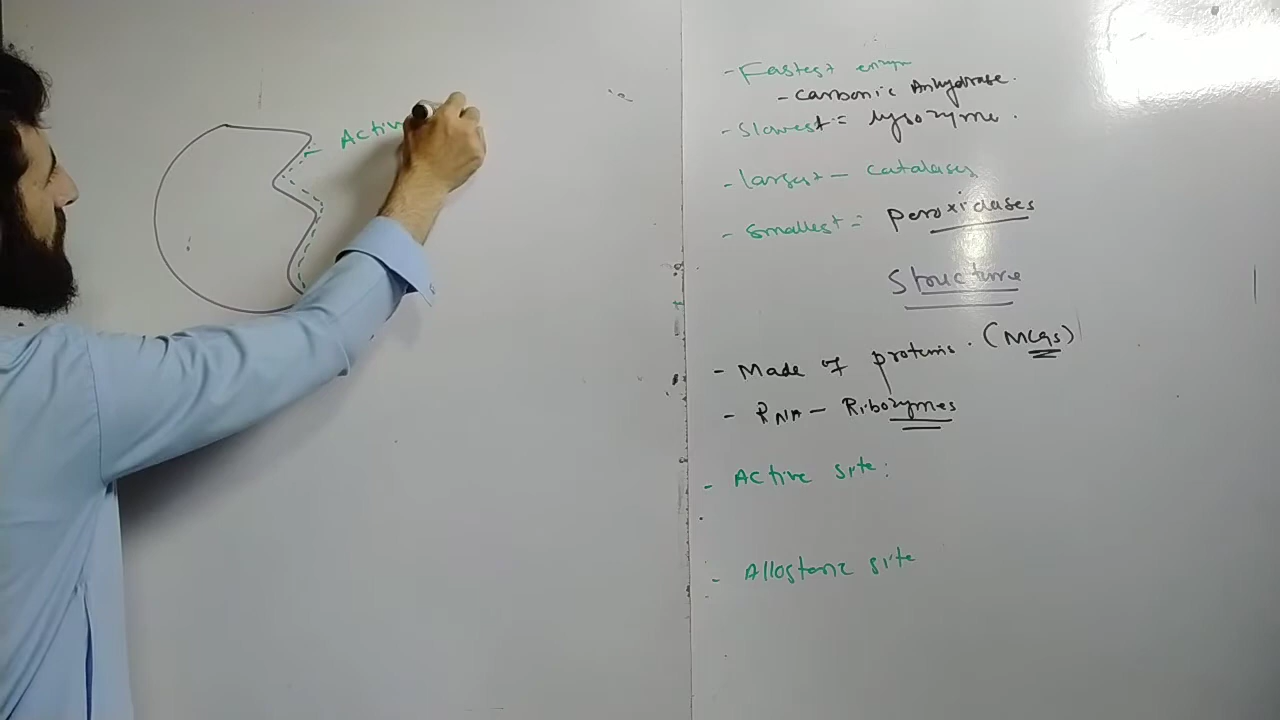 Activ
- Fastest enzym
- Carbonic Anhydrase.
- Slowest = lysozyme.
- largest - catalases
- Smallest = peroxidases
Structure
- Made of proteins. (MCQs)
- RNA - Ribozymes
- Active site:
- Allosteric site